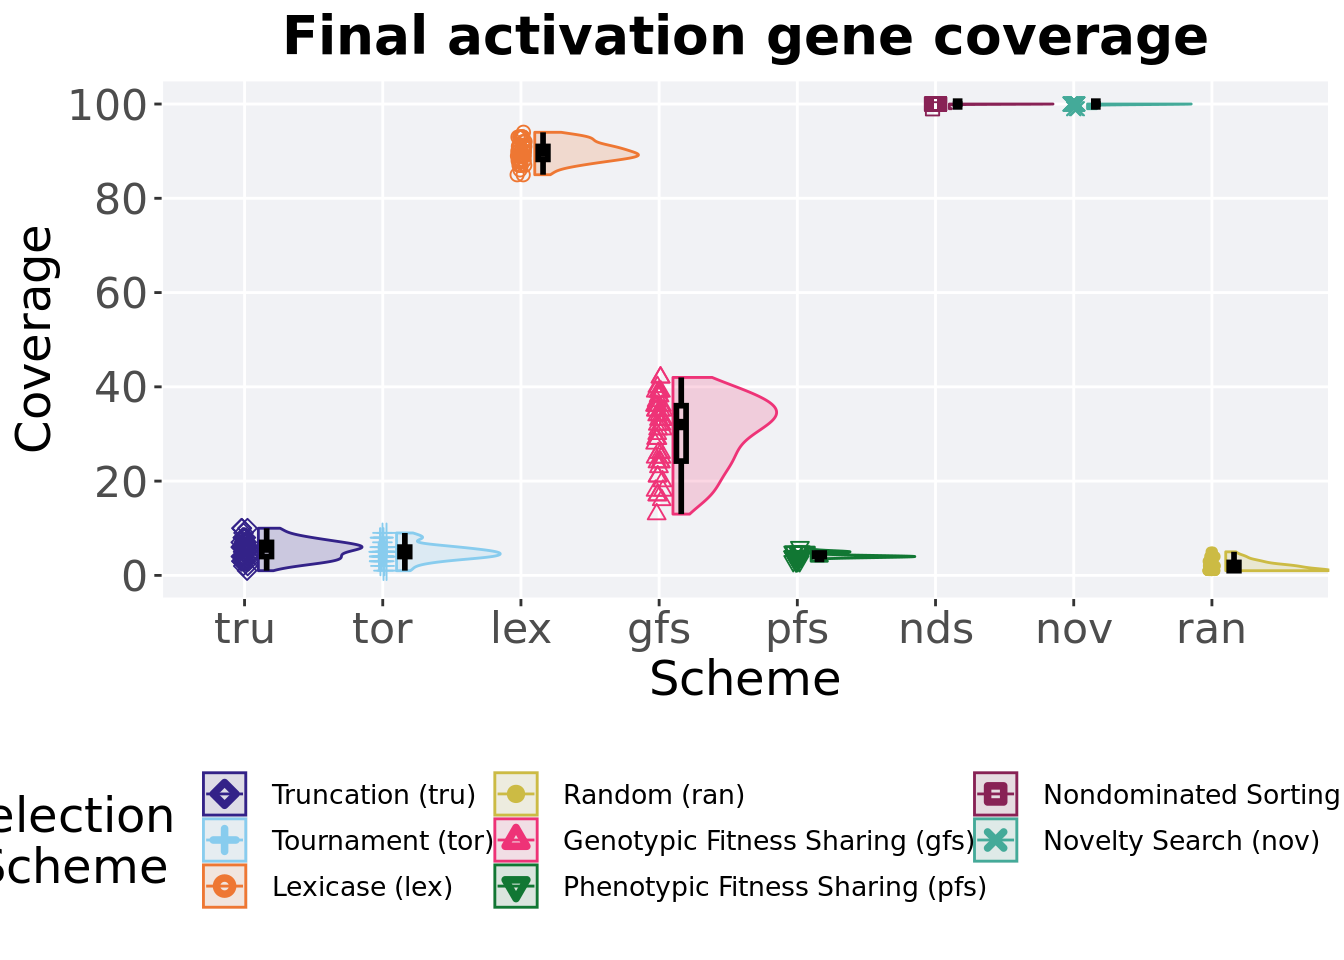 Final activation gene coverage
Coverage
100
80
60
40
20
0
tru tor lex gfs pfs nds nov ran
Scheme
election
Scheme
Truncation (tru)
Tournament (tor)
Lexicase (lex)
Random (ran)
Genotypic Fitness Sharing (gfs)
Phenotypic Fitness Sharing (pfs)
Nondominated Sorting
Novelty Search (nov)